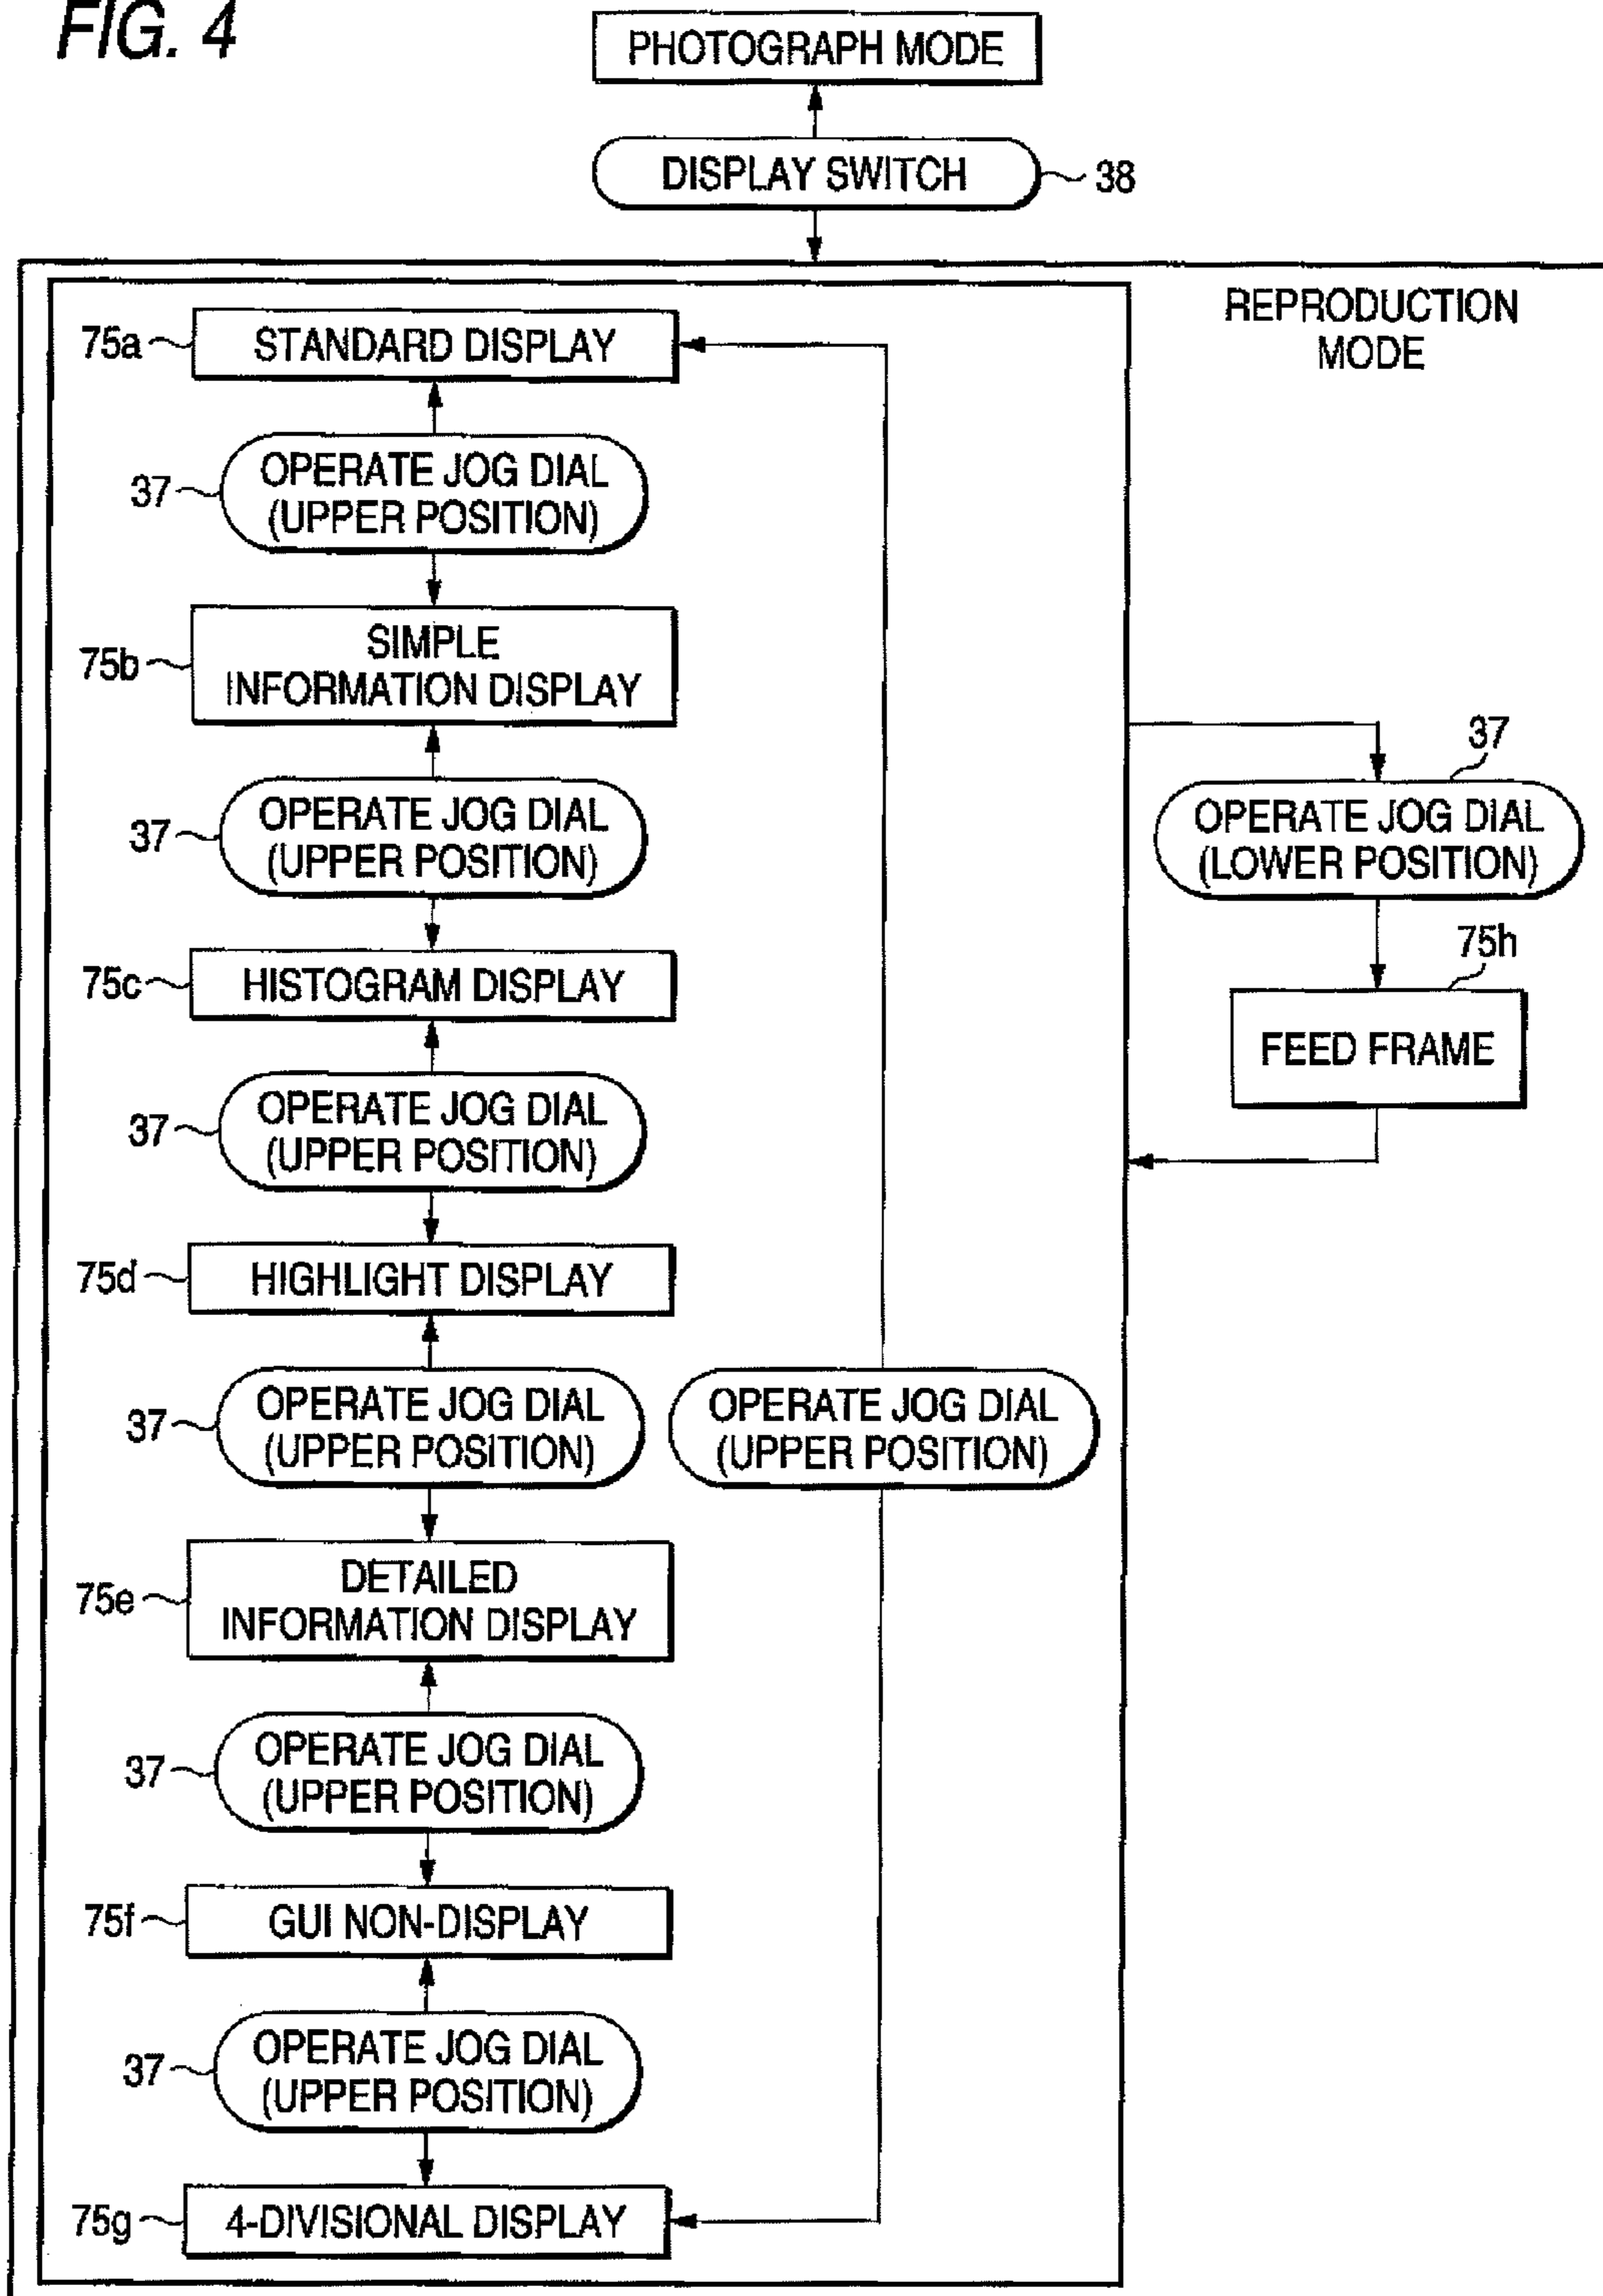 FIG. 4
PHOTOGRAPH MODE
DISPLAY SWITCH
38
REPRODUCTION
MODE
75a
STANDARD DISPLAY
37
OPERATE JOG DIAL
(UPPER POSITION)
75b
SIMPLE
INFORMATION DISPLAY
37
OPERATE JOG DIAL
(UPPER POSITION)
37
OPERATE JOG DIAL
(LOWER POSITION)
75c
HISTOGRAM DISPLAY
75h
FEED FRAME
37
OPERATE JOG DIAL
(UPPER POSITION)
75d
HIGHLIGHT DISPLAY
37
OPERATE JOG DIAL
(UPPER POSITION)
OPERATE JOG DIAL
(UPPER POSITION)
75e
DETAILED
INFORMATION DISPLAY
37
OPERATE JOG DIAL
(UPPER POSITION)
75f
GUI NON-DISPLAY
37
OPERATE JOG DIAL
(UPPER POSITION)
75g
4-DIVISIONAL DISPLAY